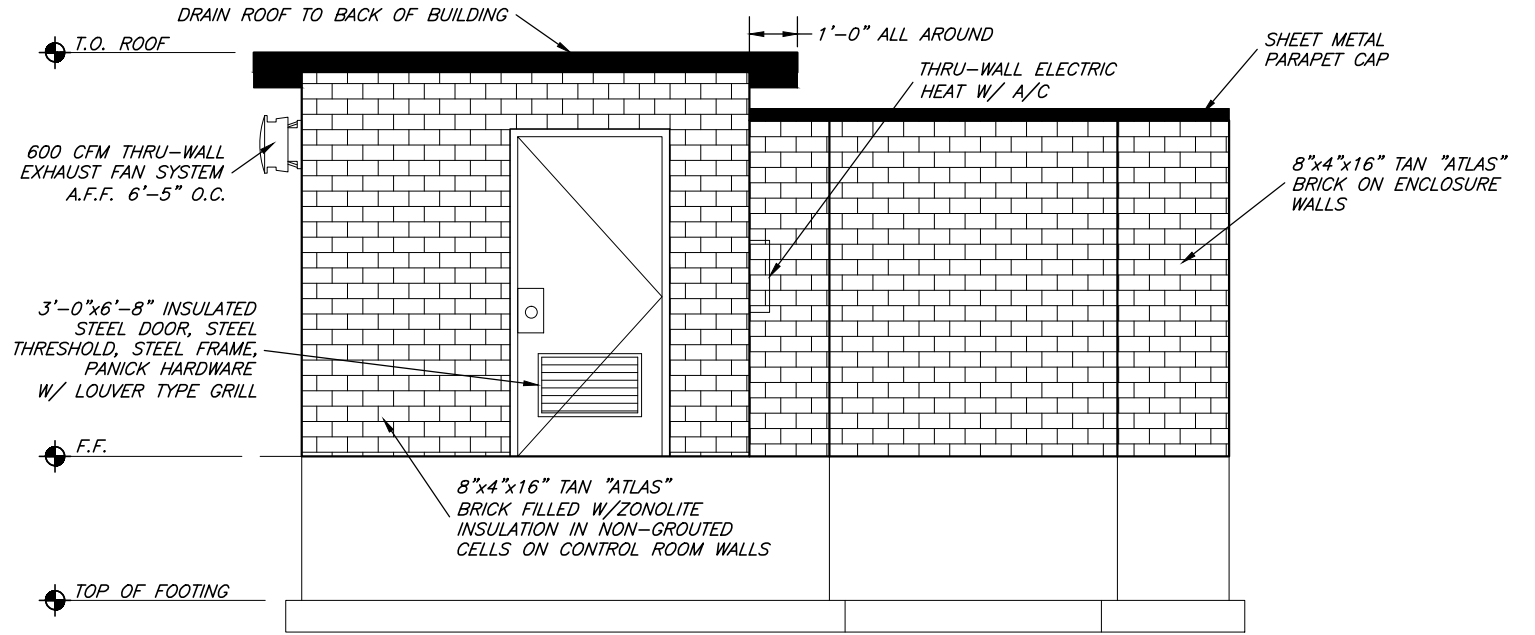 DRAIN ROOF TO BACK OF BUILDING
T.O. ROOF
1'-0" ALL AROUND
SHEET METAL
PARAPET CAP
THRU-WALL ELECTRIC
HEAT W/ A/C
600 CFM THRU-WALL
EXHAUST FAN SYSTEM
A.F.F. 6'-5" O.C.
8"x4"x16" TAN "ATLAS"
BRICK ON ENCLOSURE
WALLS
3'-0"x6'-8" INSULATED
STEEL DOOR, STEEL
THRESHOLD, STEEL FRAME,
PANICK HARDWARE
W/ LOUVER TYPE GRILL
F.F.
8"x4"x16" TAN "ATLAS"
BRICK FILLED W/ZONOLITE
INSULATION IN NON-GROUTED
CELLS ON CONTROL ROOM WALLS
TOP OF FOOTING